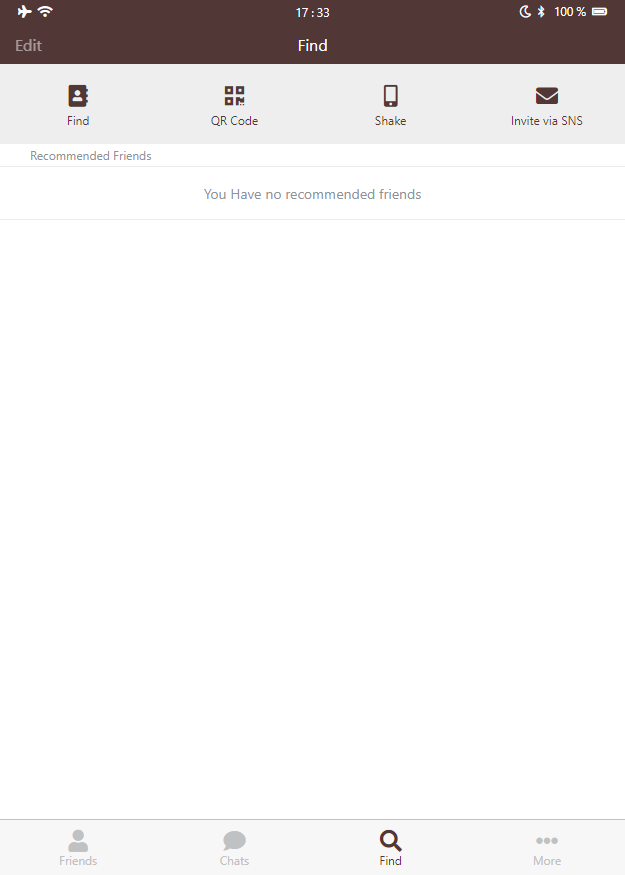 17 : 33
100 %
Edit
Find
Find
QR Code
Shake
Invite via SNS
Recommended Friends
You Have no recommended friends
Friends
Chats
Find
More